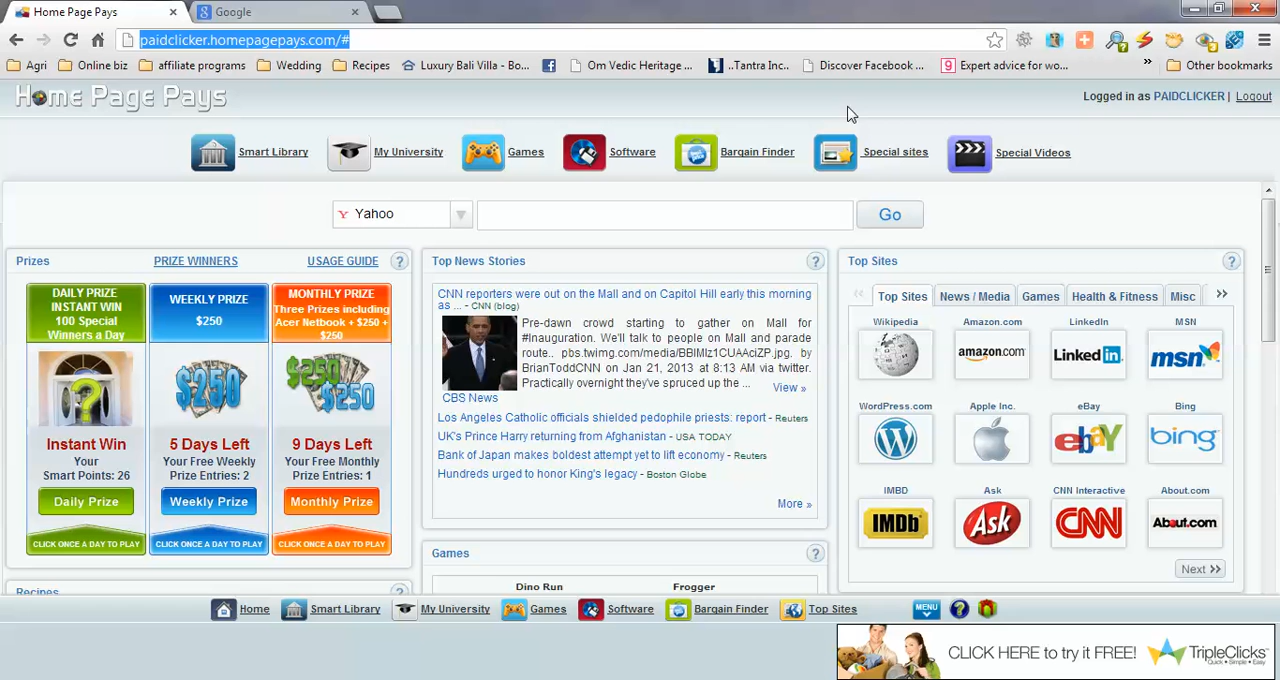 Home Page Pays
Google
paidclicker.homepagepays.com/#
Agri
Online biz
affiliate programs
Wedding
Recipes
Luxury Bali Villa - Bo...
Om Vedic Heritage ...
..Tantra Inc..
Discover Facebook ...
9 Expert advice for wo...
»
Other bookmarks
Home Page Pays
Logged in as PAIDCLICKER | Logout
Smart Library
My University
Games
Software
Bargain Finder
Special sites
Special Videos
Y Yahoo
Go
Prizes
PRIZE WINNERS
USAGE GUIDE
?
DAILY PRIZE
INSTANT WIN
100 Special
Winners a Day
?
Instant Win
Your
Smart Points: 26
Daily Prize
CLICK ONCE A DAY TO PLAY
WEEKLY PRIZE
$250
$250
5 Days Left
Your Free Weekly
Prize Entries: 2
Weekly Prize
CLICK ONCE A DAY TO PLAY
MONTHLY PRIZE
Three Prizes including
Acer Netbook + $250 +
$250
$250
$250
9 Days Left
Your Free Monthly
Prize Entries: 1
Monthly Prize
CLICK ONCE A DAY TO PLAY
Recipes
?
Top News Stories
?
CNN reporters were out on the Mall and on Capitol Hill early this morning
as ... - CNN (blog)
Pre-dawn crowd starting to gather on Mall for
#Inauguration. We'll talk to people on Mall and parade
route.. pbs.twimg.com/media/BBIMlz1CUAAciZP.jpg. by
BrianToddCNN on Jan 21, 2013 at 8:13 AM via twitter.
Practically overnight they've spruced up the ...
View »
CBS News
Los Angeles Catholic officials shielded pedophile priests: report - Reuters
UK's Prince Harry returning from Afghanistan - USA TODAY
Bank of Japan makes boldest attempt yet to lift economy - Reuters
Hundreds urged to honor King's legacy - Boston Globe
More »
Games
?
Dino Run
Frogger
Top Sites
?
Top Sites
News / Media
Games
Health & Fitness
Misc
Wikipedia
Amazon.com
LinkedIn
MSN
amazon.com
Linked in
msn
WordPress.com
Apple Inc.
eBay
Bing
ebY
bing
IMBD
Ask
CNN Interactive
About.com
IMDb
Ask
CNN
About.com
Next
Home
Smart Library
My University
Games
Software
Bargain Finder
Top Sites
MENU
?
CLICK HERE to try it FREE!
TripleClicks
Quick • Simple • Easy